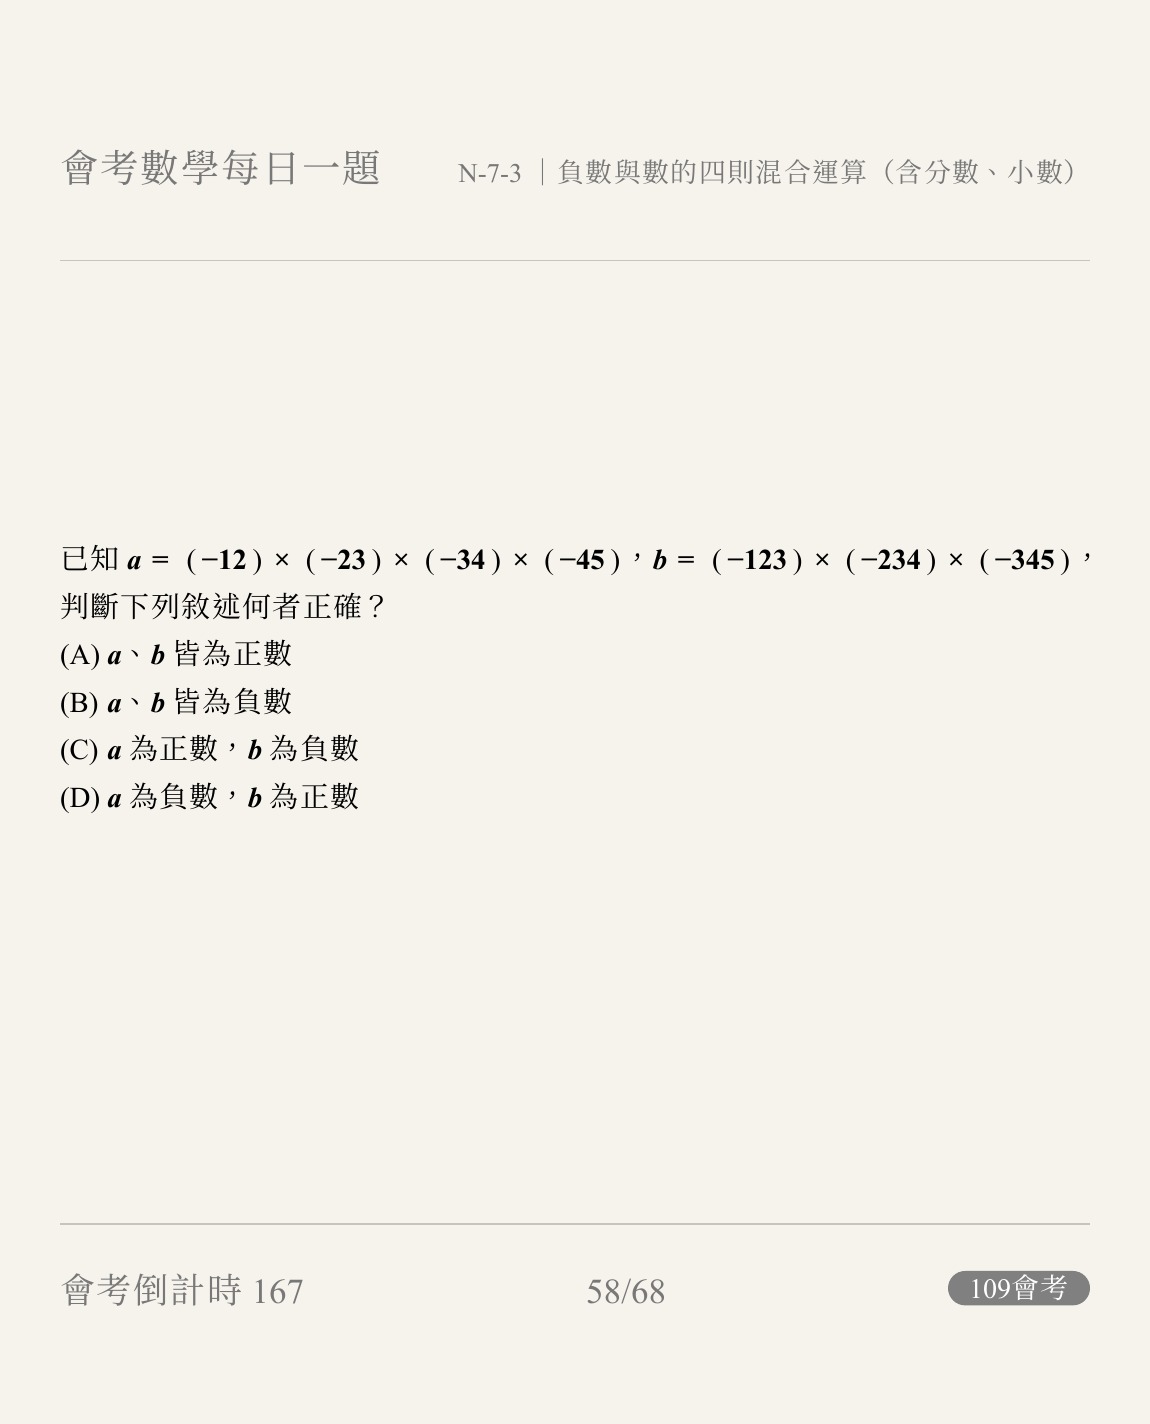 會考數學每日一題
N-7-3｜負數與數的四則混合運算（含分數、小數）
已知 a = (−12) × (−23) × (−34) × (−45)，b = (−123) × (−234) × (−345)，
判斷下列敘述何者正確？
(A) a、b 皆為正數
(B) a、b 皆為負數
(C) a 為正數，b 為負數
(D) a 為負數，b 為正數
會考倒計時 167
58/68
109會考